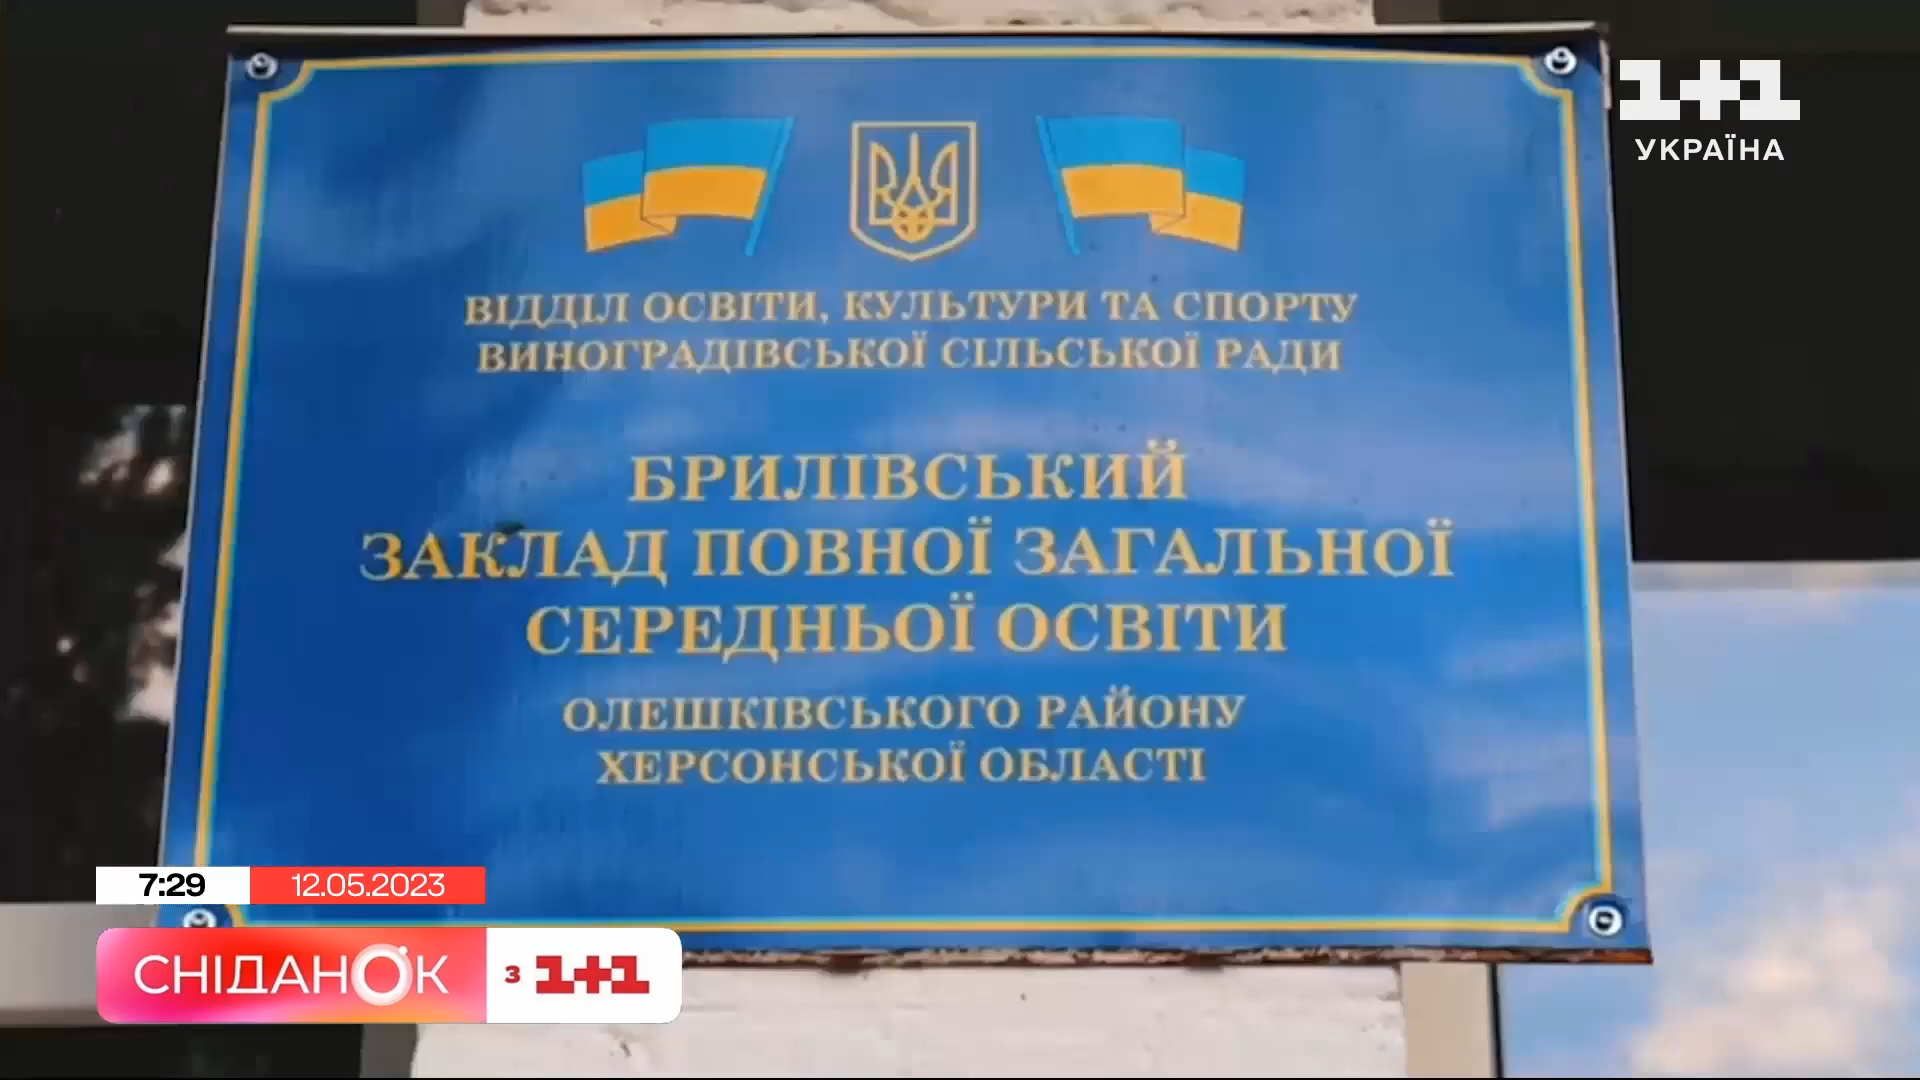 1+1
УКРАЇНА
ВІДДІЛ ОСВІТИ, КУЛЬТУРИ ТА СПОРТУ
ВИНОГРАДІВСЬКОЇ СІЛЬСЬКОЇ РАДИ
БРИЛІВСЬКИЙ
ЗАКЛАД ПОВНОЇ ЗАГАЛЬНОЇ
СЕРЕДНЬОЇ ОСВІТИ
ОЛЕШКІВСЬКОГО РАЙОНУ
ХЕРСОНСЬКОЇ ОБЛАСТІ
7:29 12.05.2023
СНІДАНОК З 1+1